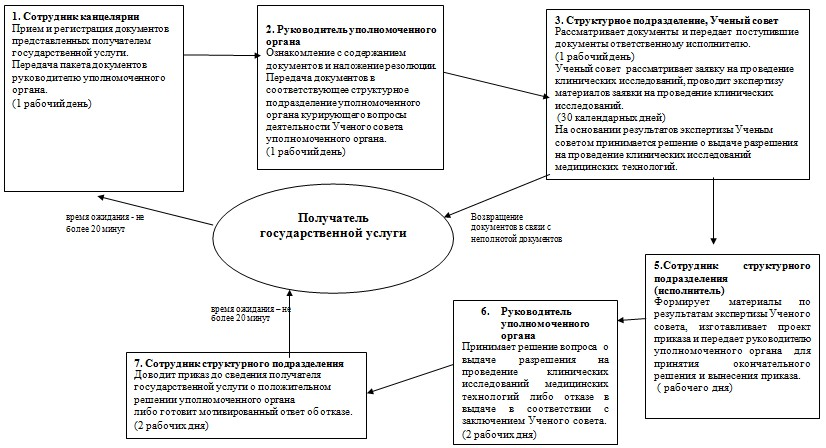 1. Сотрудник канцелярии
Прием и регистрация документов
представленных получателем
государственной услуги.
Передача пакета документов
руководителю уполномоченного
органа.
(1 рабочий день)
2. Руководитель уполномоченного
органа
Ознакомление с содержанием
документов и наложение резолюции.
Передача документов в
соответствующее структурное
подразделение уполномоченного
органа курирующего вопросы
деятельности Ученого совета
уполномоченного органа.
(1 рабочий день)
3. Структурное подразделение, Ученый совет
Рассматривает документы и передает поступившие
документы ответственному исполнителю.
(1 рабочий день)
Ученый совет рассматривает заявку на проведение
клинических исследований, проводит экспертизу
материалов заявки на проведение клинических
исследований.
(30 календарных дней)
На основании результатов экспертизы Ученым
советом принимается решение о выдаче разрешения
на проведение клинических исследований
медицинских технологий.
время ожидания - не
более 20 минут
Получатель
государственной услуги
Возвращение
документов в связи с
неполнотой документов
5.Сотрудник структурного
подразделения
(исполнитель)
Формирует материалы по
результатам экспертизы Ученого
совета, изготавливает проект
приказа и передает руководителю
уполномоченного органа для
принятия окончательного
решения и вынесения приказа.
( рабочего дня)
6. Руководитель
уполномоченного
органа
Принимает решение вопроса о
выдаче разрешения на
проведение клинических
исследований медицинских
технологий либо отказе в
выдаче в соответствии с
заключением Ученого совета.
(2 рабочих дня)
время ожидания – не
более 20 минут
7. Сотрудник структурного подразделения
Доводит приказ до сведения получателя
государственной услуги о положительном
решении уполномоченного органа
либо готовит мотивированный ответ об отказе.
(2 рабочих дня)